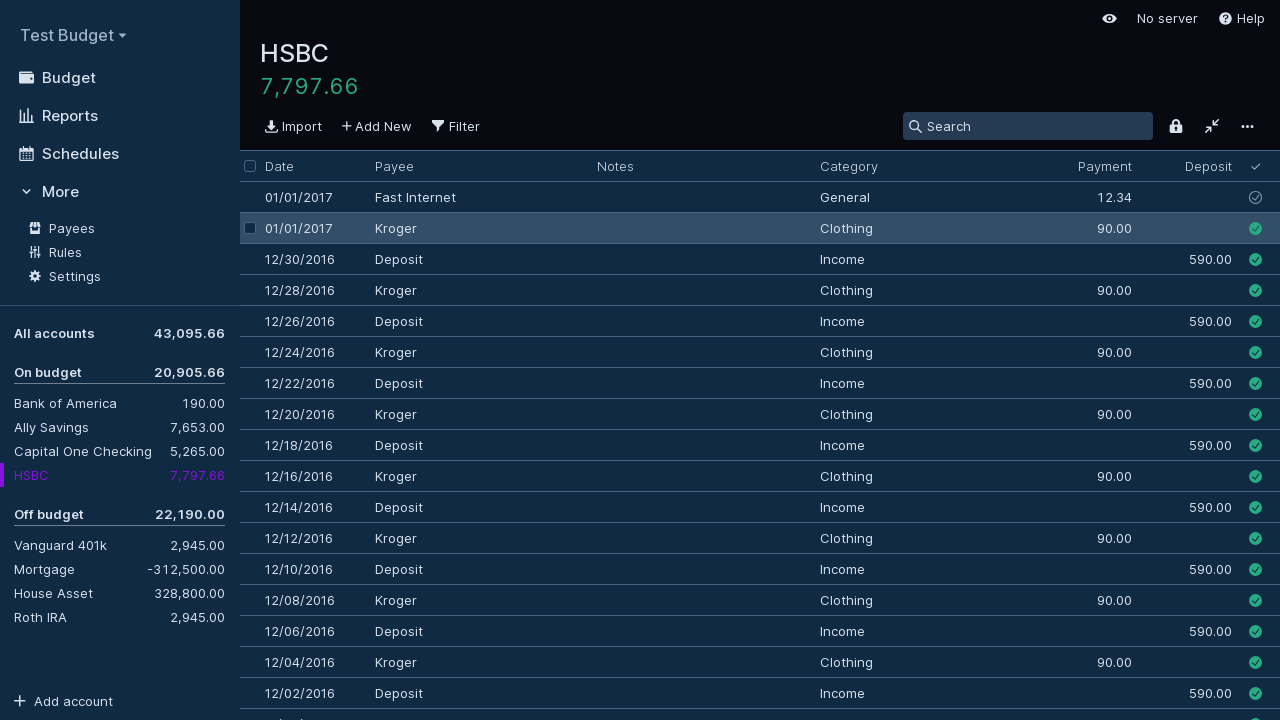 Test Budget
Budget
Reports
Schedules
More
Payees
Rules
Settings
All accounts 43,095.66
On budget 20,905.66
Bank of America 190.00
Ally Savings 7,653.00
Capital One Checking 5,265.00
HSBC 7,797.66
Off budget 22,190.00
Vanguard 401k 2,945.00
Mortgage -312,500.00
House Asset 328,800.00
Roth IRA 2,945.00
Add account
No server Help
HSBC
7,797.66
Import Add New Filter Search
Date Payee Notes Category Payment Deposit
01/01/2017 Fast Internet General 12.34
01/01/2017 Kroger Clothing 90.00
12/30/2016 Deposit Income 590.00
12/28/2016 Kroger Clothing 90.00
12/26/2016 Deposit Income 590.00
12/24/2016 Kroger Clothing 90.00
12/22/2016 Deposit Income 590.00
12/20/2016 Kroger Clothing 90.00
12/18/2016 Deposit Income 590.00
12/16/2016 Kroger Clothing 90.00
12/14/2016 Deposit Income 590.00
12/12/2016 Kroger Clothing 90.00
12/10/2016 Deposit Income 590.00
12/08/2016 Kroger Clothing 90.00
12/06/2016 Deposit Income 590.00
12/04/2016 Kroger Clothing 90.00
12/02/2016 Deposit Income 590.00